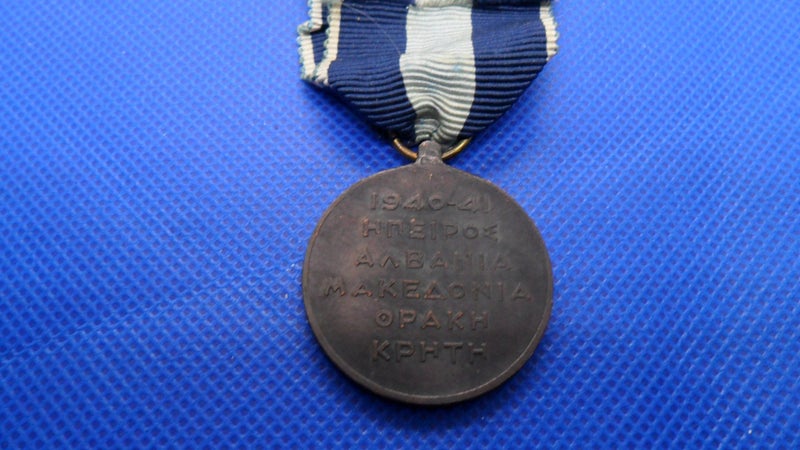 1940-41
ΗΠΕΙΡΟΣ
ΑΛΒΑΝΙΑ
ΜΑΚΕΔΟΝΙΑ
ΘΡΑΚΗ
ΚΡΗΤΗ